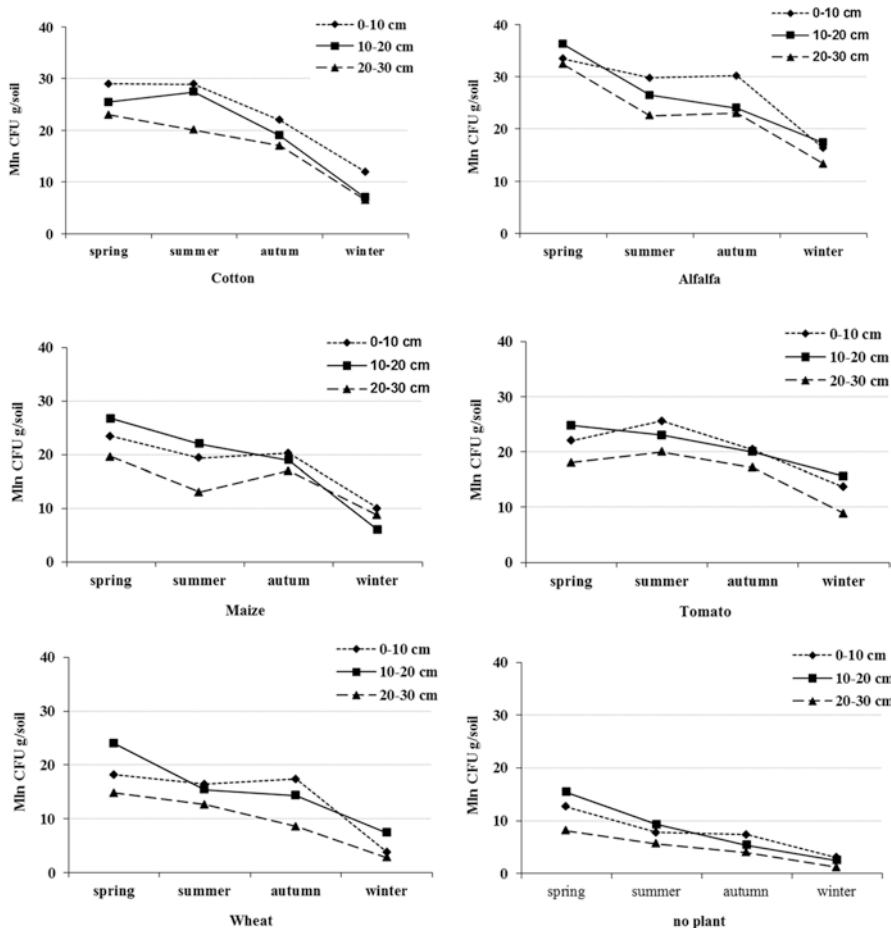 0-10 cm
10-20 cm
20-30 cm
Mln CFU g/soil
40
30
20
10
0
spring summer autum winter
Cotton
0-10 cm
10-20 cm
20-30 cm
Mln CFU g/soil
40
30
20
10
0
spring summer autum winter
Alfalfa
0-10 cm
10-20 cm
20-30 cm
Mln CFU g/soil
40
30
20
10
0
spring summer autum winter
Maize
0-10 cm
10-20 cm
20-30 cm
Mln CFU g/soil
40
30
20
10
0
spring summer autumn winter
Tomato
0-10 cm
10-20 cm
20-30 cm
Mln CFU g/soil
40
30
20
10
0
spring summer autumn winter
Wheat
0-10 cm
10-20 cm
20-30 cm
Mln CFU g/soil
40
30
20
10
0
spring summer autumn winter
no plant